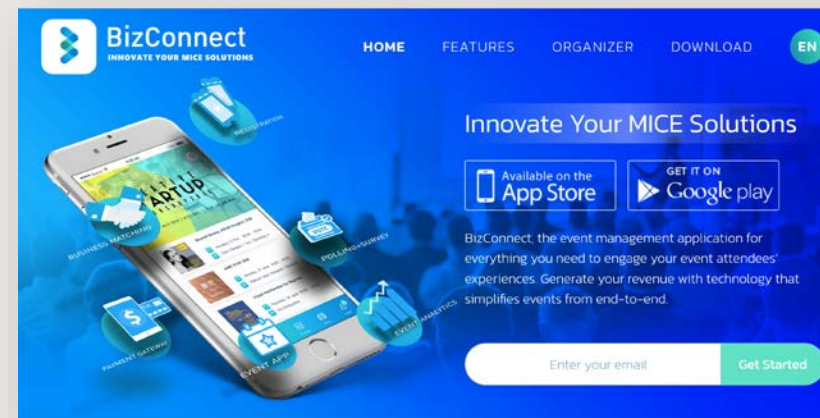 BizConnect
INNOVATE YOUR MICE SOLUTIONS
HOME FEATURES ORGANIZER DOWNLOAD EN
REGISTRATION
BUSINESS MATCHING
POLLING+SURVEY
PAYMENT GATEWAY
EVENT APP
EVENT ANALYTICS
Innovate Your MICE Solutions
Available on the
App Store
GET IT ON
Google play
BizConnect, the event management application for
everything you need to engage your event attendees'
experiences. Generate your revenue with technology that
simplifies events from end-to-end.
Enter your email
Get Started